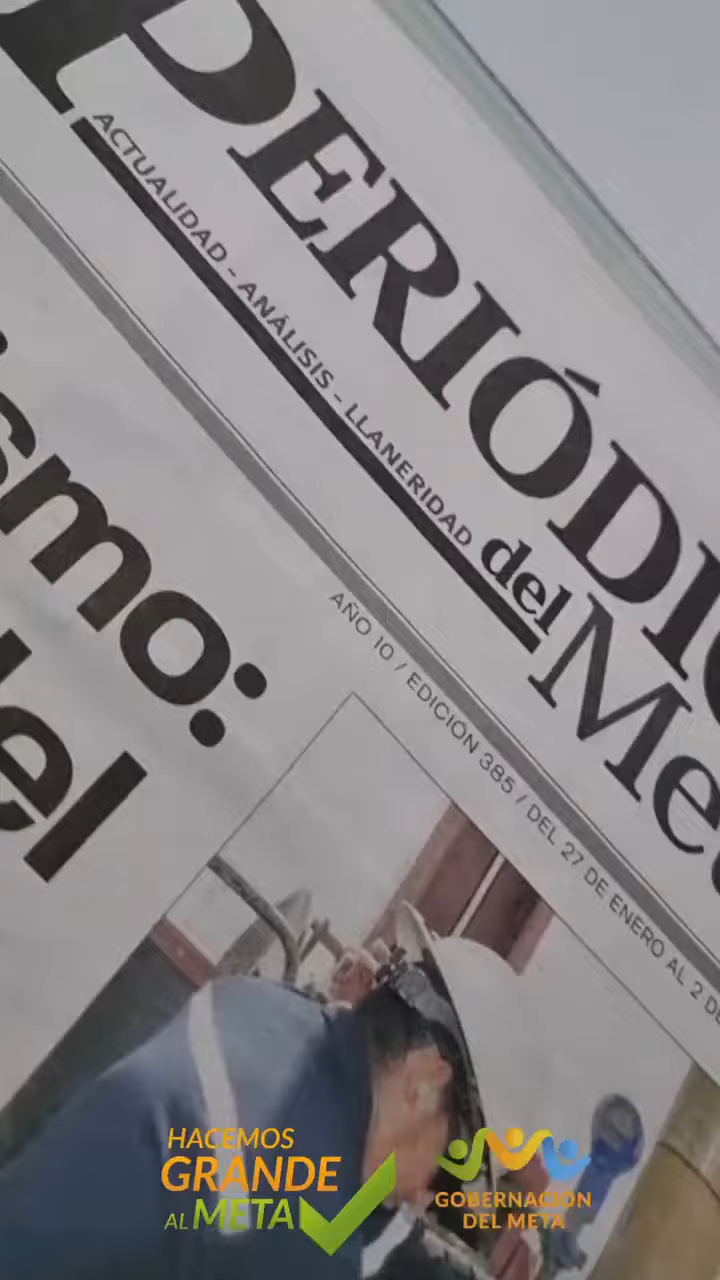 PERIÓDI
ACTUALIDAD - ANÁLISIS - LLANERIDAD
del Me
AÑO 10 / EDICIÓN 385 / DEL 27 DE ENERO AL 2 DE
smo:
el
HACEMOS
GRANDE
AL META
GOBERNACIÓN
DEL META